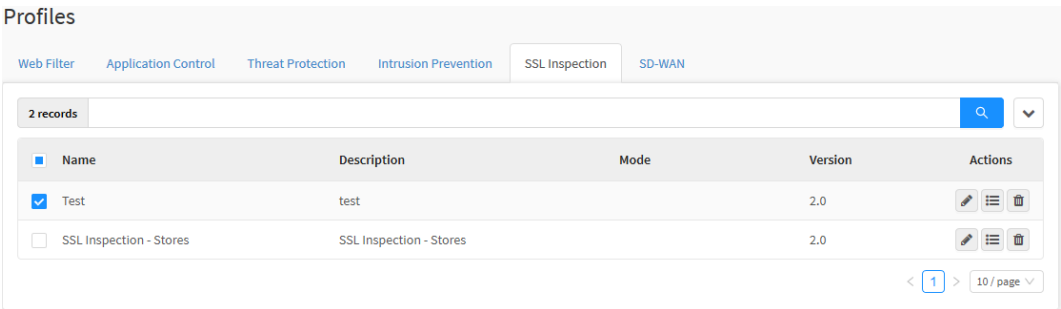 Profiles
Web Filter Application Control Threat Protection Intrusion Prevention SSL Inspection SD-WAN
2 records
Name Description Mode Version Actions
Test test 2.0
SSL Inspection - Stores SSL Inspection - Stores 2.0
< 1 > 10 / page